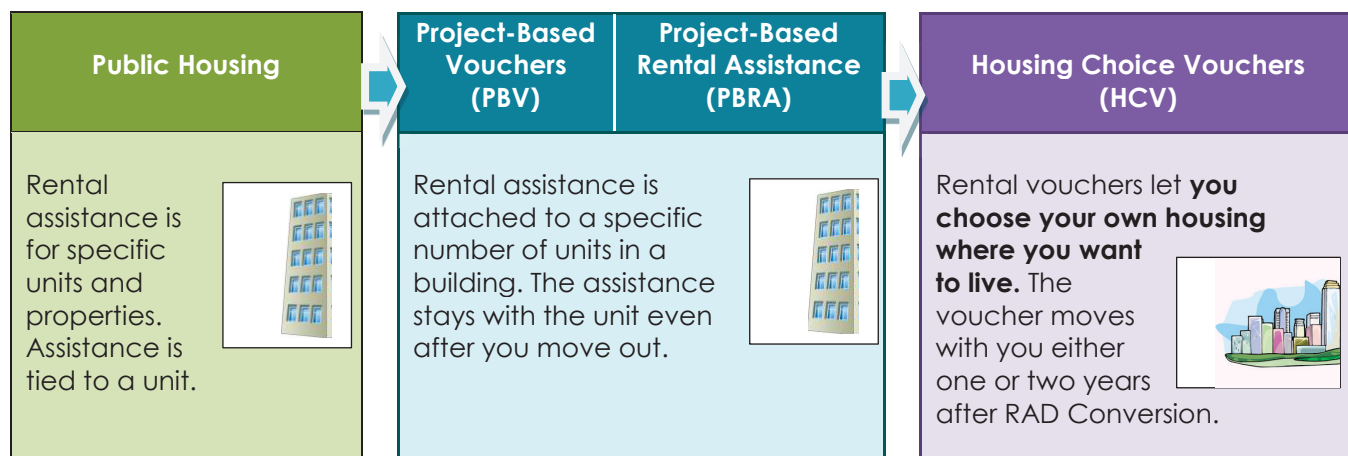 Public Housing
Rental
assistance is
for specific
units and
properties.
Assistance is
tied to a unit.
Project-Based
Vouchers
(PBV)
Project-Based
Rental Assistance
(PBRA)
Rental assistance is
attached to a specific
number of units in a
building. The assistance
stays with the unit even
after you move out.
Housing Choice Vouchers
(HCV)
Rental vouchers let you
choose your own housing
where you want
to live. The
voucher moves
with you either
one or two years
after RAD Conversion.